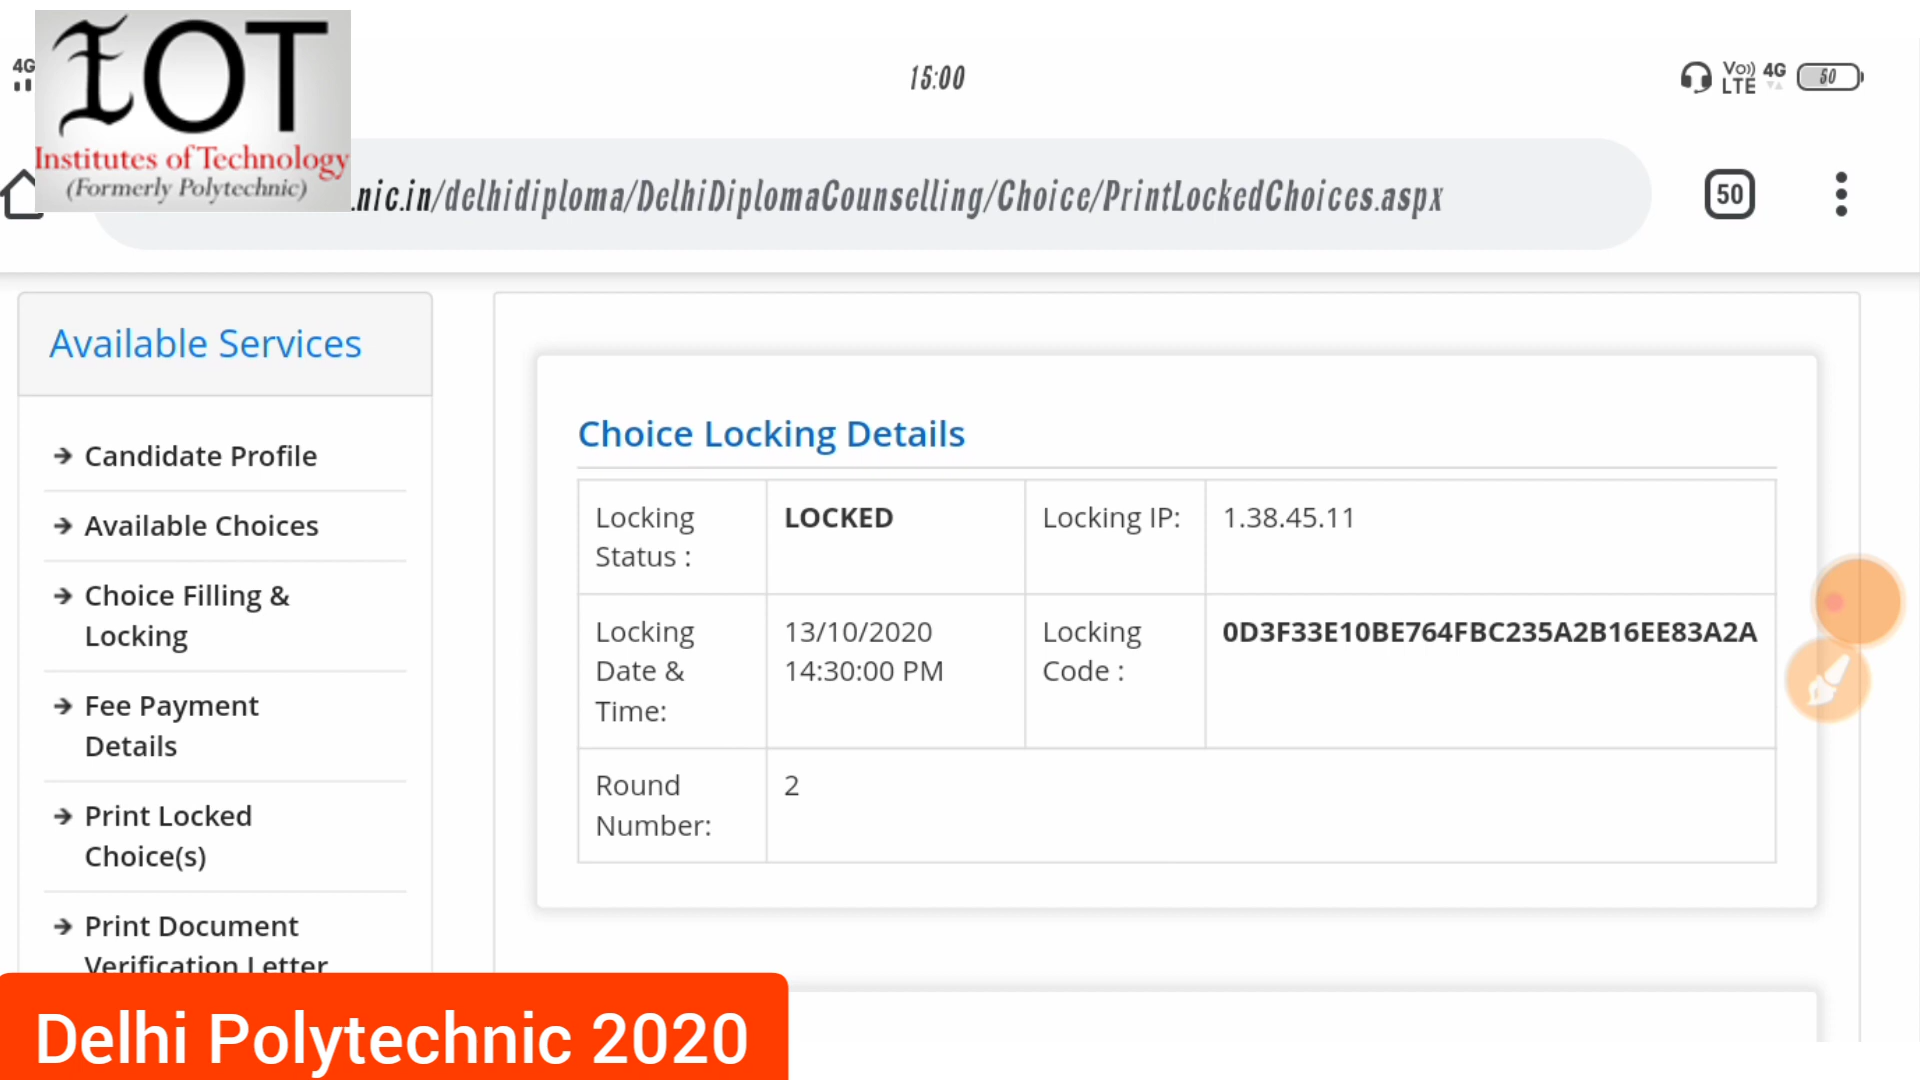 4G
15:00
Vo)) 4G
LTE
50
IOT
Institutes of Technology
(Formerly Polytechnic)
.nic.in/delhidiploma/DelhiDiplomaCounselling/Choice/PrintLockedChoices.aspx
50
Available Services
Candidate Profile
Available Choices
Choice Filling &
Locking
Fee Payment
Details
Print Locked
Choice(s)
Print Document
Verification Letter
Choice Locking Details
Locking
Status :
LOCKED
Locking IP:
1.38.45.11
Locking
Date &
Time:
13/10/2020
14:30:00 PM
Locking
Code :
0D3F33E10BE764FBC235A2B16EE83A2A
Round
Number:
2
Delhi Polytechnic 2020